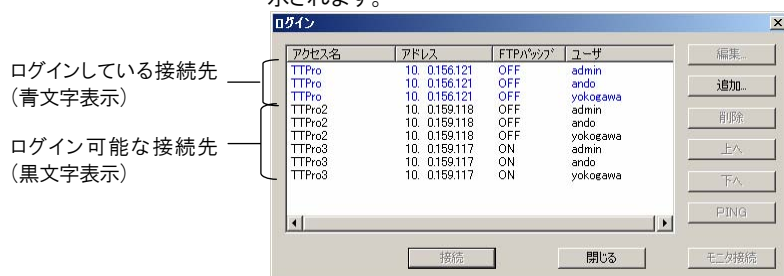 示されます。
ログイン
アクセス名 アドレス FTPパッシブ ユーザ
TTPro 10. 0.156.121 OFF admin
TTPro 10. 0.156.121 OFF ando
TTPro 10. 0.156.121 OFF yokogawa
TTPro2 10. 0.159.118 OFF admin
TTPro2 10. 0.159.118 OFF ando
TTPro2 10. 0.159.118 OFF yokogawa
TTPro3 10. 0.159.117 ON admin
TTPro3 10. 0.159.117 ON ando
TTPro3 10. 0.159.117 ON yokogawa
編集...
追加...
削除
上へ
下へ
PING
接続
閉じる
モニタ接続
ログインしている接続先
(青文字表示)
ログイン可能な接続先
(黒文字表示)